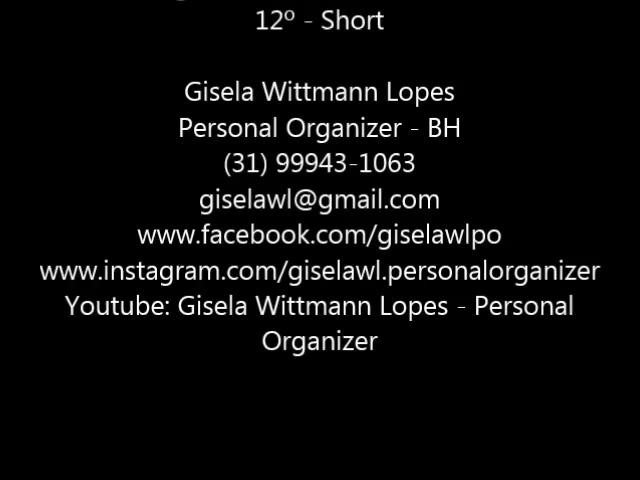 12º - Short
Gisela Wittmann Lopes
Personal Organizer - BH
(31) 99943-1063
giselawl@gmail.com
www.facebook.com/giselawlpo
www.instagram.com/giselawl.personalorganizer
Youtube: Gisela Wittmann Lopes - Personal
Organizer